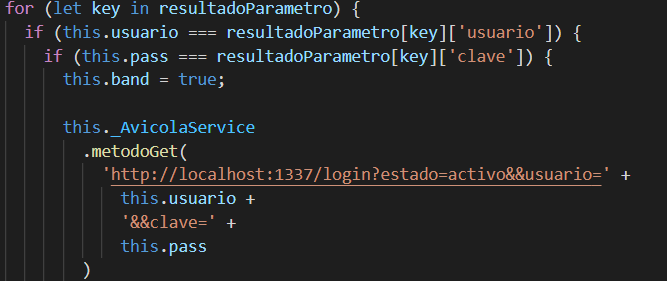 for (let key in resultadoParametro) {
if (this.usuario === resultadoParametro[key]['usuario']) {
if (this.pass === resultadoParametro[key]['clave']) {
this.band = true;
this._AvicolaService
.metodoGet(
'http://localhost:1337/login?estado=activo&&usuario=' +
this.usuario +
'&&clave=' +
this.pass
)